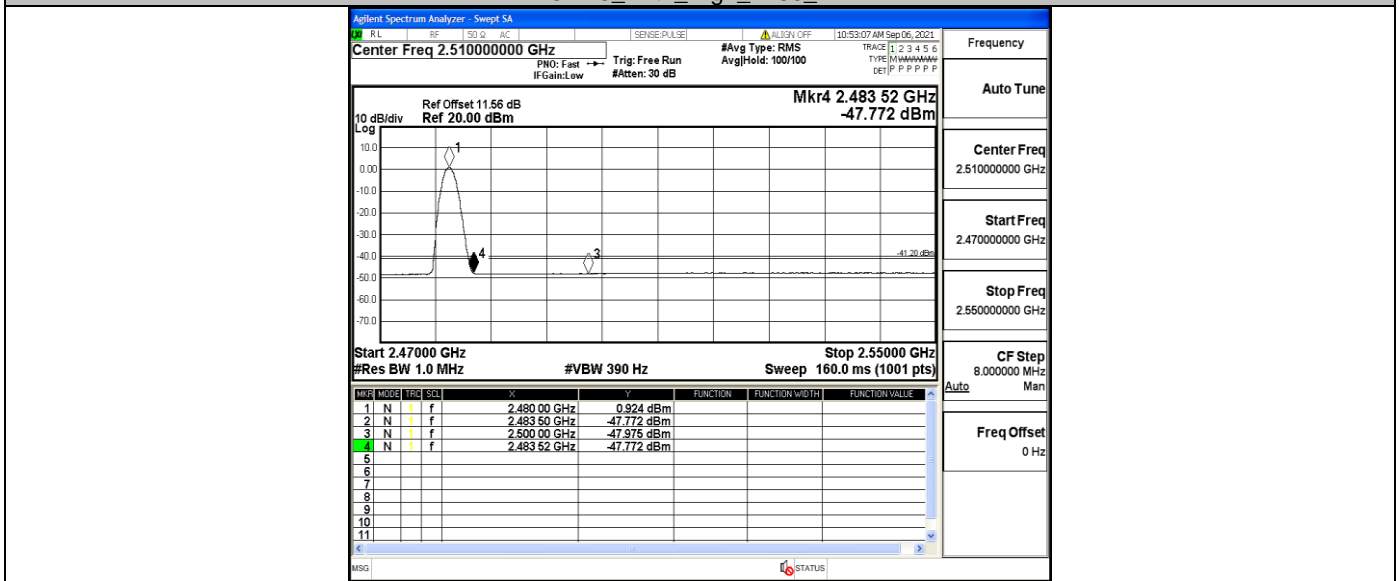 Agilent Spectrum Analyzer - Swept SA
RL RF 50 Ω AC SENSE:PULSE ALIGN OFF 10:53:07 AM Sep 06, 2021
Center Freq 2.510000000 GHz #Avg Type: RMS TRACE 1 2 3 4 5 6
PNO: Fast Trig: Free Run Avg|Hold: 100/100 TYPE M
IFGain:Low #Atten: 30 dB DET P P P P P P
Mkr4 2.483 52 GHz
-47.772 dBm
Ref Offset 11.56 dB
10 dB/div Ref 20.00 dBm
Log
10.0
0.00
-10.0
-20.0
-30.0
-40.0
-50.0
-60.0
-70.0
1
4
3
-41.20 dBm
Start 2.47000 GHz Stop 2.55000 GHz
#Res BW 1.0 MHz #VBW 390 Hz Sweep 160.0 ms (1001 pts)
MKR MODE TRC SCL X Y FUNCTION FUNCTION WIDTH FUNCTION VALUE
1 N 1 f 2.480 00 GHz 0.924 dBm
2 N 1 f 2.483 50 GHz -47.772 dBm
3 N 1 f 2.500 00 GHz -47.975 dBm
4 N 1 f 2.483 52 GHz -47.772 dBm
5
6
7
8
9
10
11
MSG STATUS
Frequency
Auto Tune
Center Freq
2.510000000 GHz
Start Freq
2.470000000 GHz
Stop Freq
2.550000000 GHz
CF Step
8.000000 MHz
Auto Man
Freq Offset
0 Hz